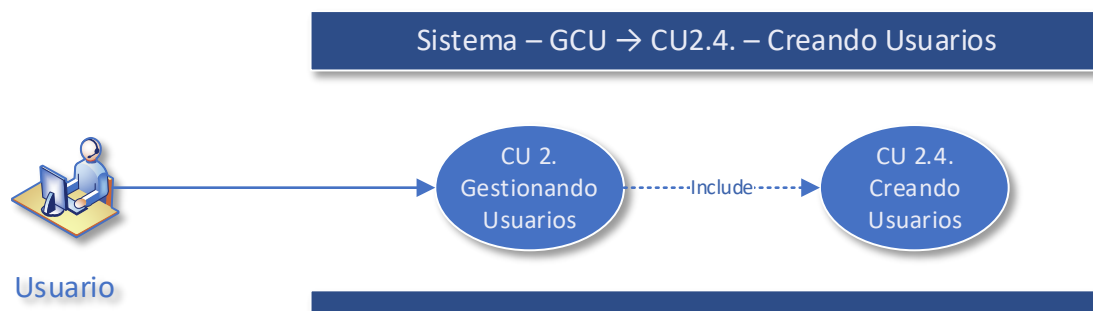 Sistema – GCU → CU2.4. – Creando Usuarios
CU 2.
Gestionando
Usuarios
Include
CU 2.4.
Creando
Usuarios
Usuario